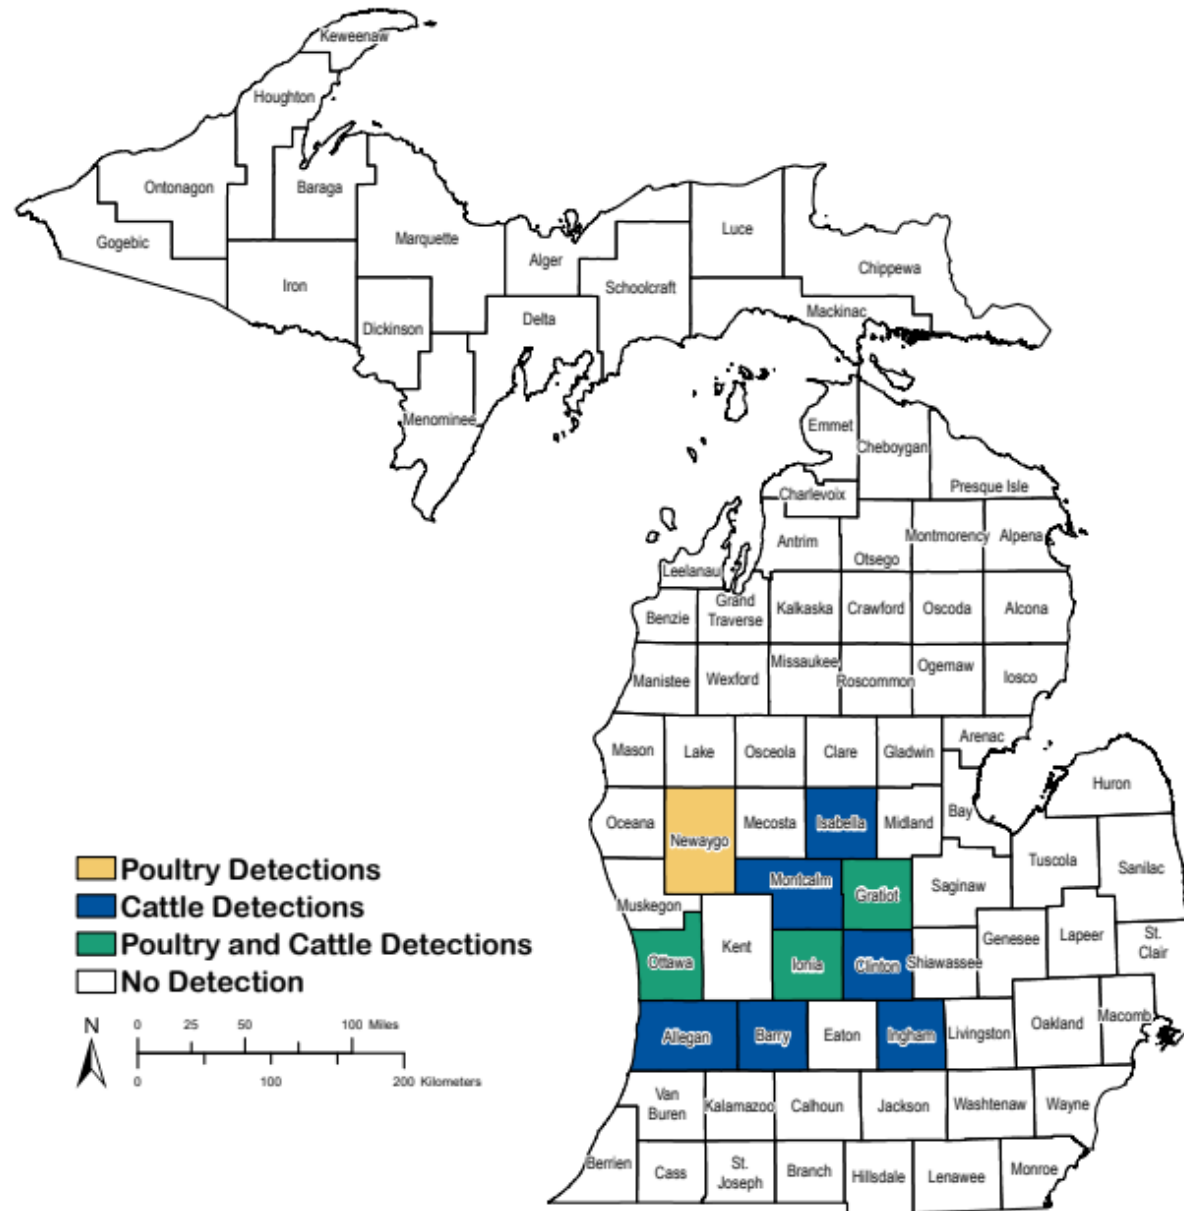 Keweenaw
Houghton
Ontonagon
Baraga
Gogebic
Marquette
Iron
Dickinson
Menominee
Alger
Delta
Schoolcraft
Luce
Chippewa
Mackinac
Emmet
Cheboygan
Presque Isle
Charlevoix
Antrim
Otsego
Montmorency
Alpena
Leelanau
Benzie
Grand
Traverse
Kalkaska
Crawford
Oscoda
Alcona
Manistee
Wexford
Missaukee
Roscommon
Ogemaw
Iosco
Mason
Lake
Osceola
Clare
Gladwin
Arenac
Oceana
Newaygo
Mecosta
Isabella
Midland
Bay
Huron
Muskegon
Montcalm
Gratiot
Saginaw
Tuscola
Sanilac
Ottawa
Kent
Ionia
Clinton
Shiawassee
Genesee
Lapeer
St.
Clair
Allegan
Barry
Eaton
Ingham
Livingston
Oakland
Macomb
Van
Buren
Kalamazoo
Calhoun
Jackson
Washtenaw
Wayne
Berrien
Cass
St.
Joseph
Branch
Hillsdale
Lenawee
Monroe
Poultry Detections
Cattle Detections
Poultry and Cattle Detections
No Detection
N
0 25 50 100 Miles
0 100 200 Kilometers